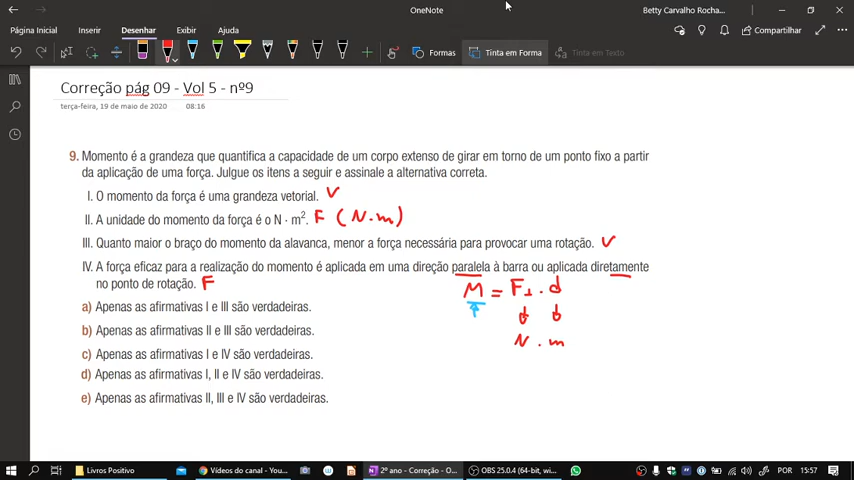 OneNote
Betty Carvalho Rocha...
Página Inicial Inserir Desenhar Exibir Ajuda
Compartilhar
Formas Tinta em Forma Tinta em Texto
Correção pág 09 - Vol 5 - nº9
terça-feira, 19 de maio de 2020 08:16
9. Momento é a grandeza que quantifica a capacidade de um corpo extenso de girar em torno de um ponto fixo a partir
da aplicação de uma força. Julgue os itens a seguir e assinale a alternativa correta.
I. O momento da força é uma grandeza vetorial. V
II. A unidade do momento da força é o N · m². F (N.m)
III. Quanto maior o braço do momento da alavanca, menor a força necessária para provocar uma rotação. V
IV. A força eficaz para a realização do momento é aplicada em uma direção paralela à barra ou aplicada diretamente
no ponto de rotação. F
M = F⊥ . d
N . m
a) Apenas as afirmativas I e III são verdadeiras.
b) Apenas as afirmativas II e III são verdadeiras.
c) Apenas as afirmativas I e IV são verdadeiras.
d) Apenas as afirmativas I, II e IV são verdadeiras.
e) Apenas as afirmativas II, III e IV são verdadeiras.
Livros Positivo
Vídeos do canal - You...
2º ano - Correção - O...
OBS 25.0.4 (64-bit, wi...
POR 15:57